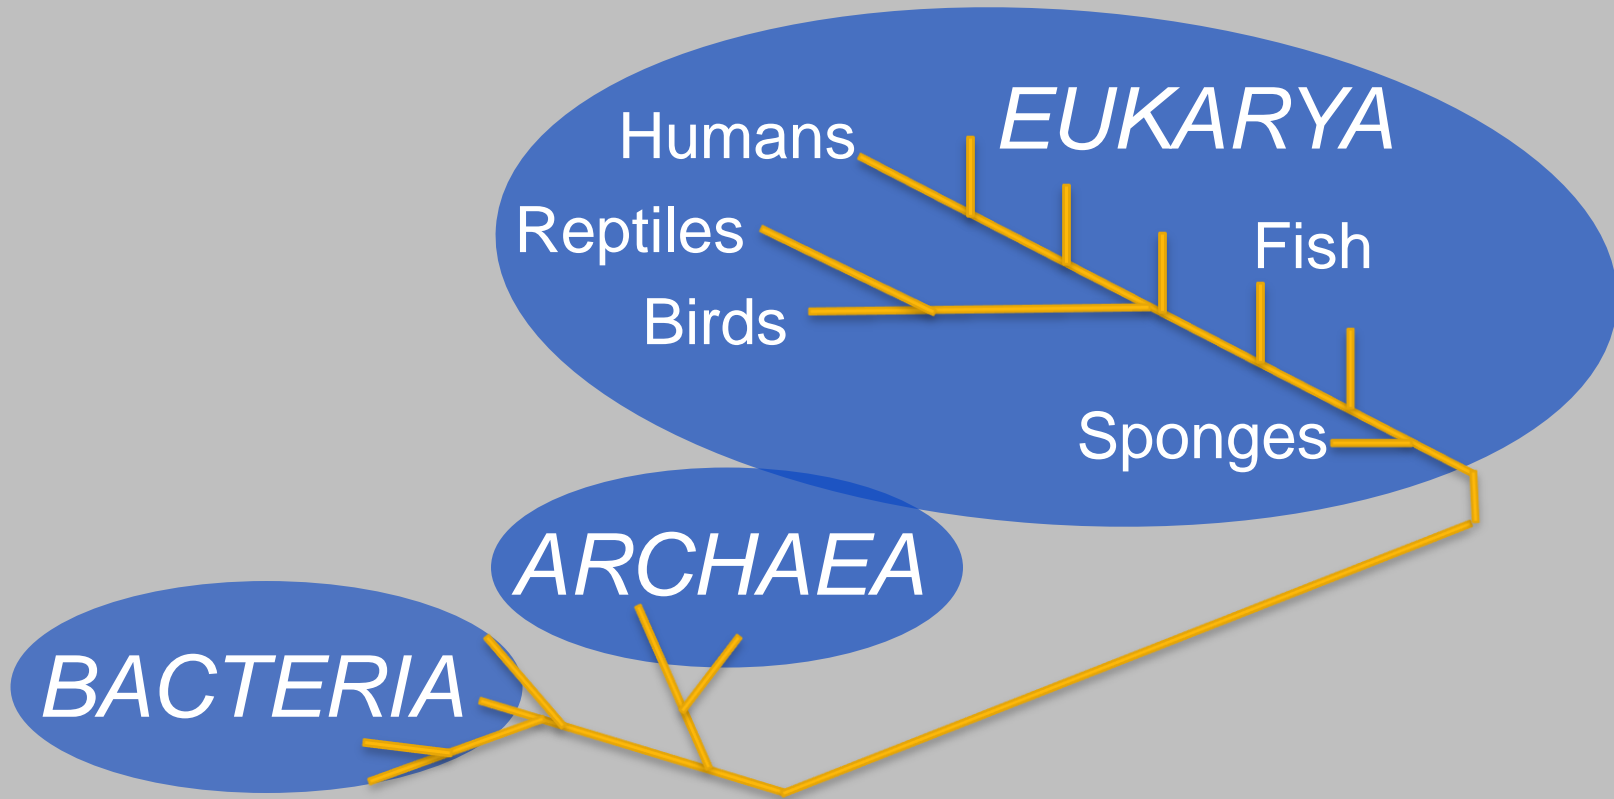 EUKARYA
Humans
Reptiles
Fish
Birds
Sponges
ARCHAEA
BACTERIA